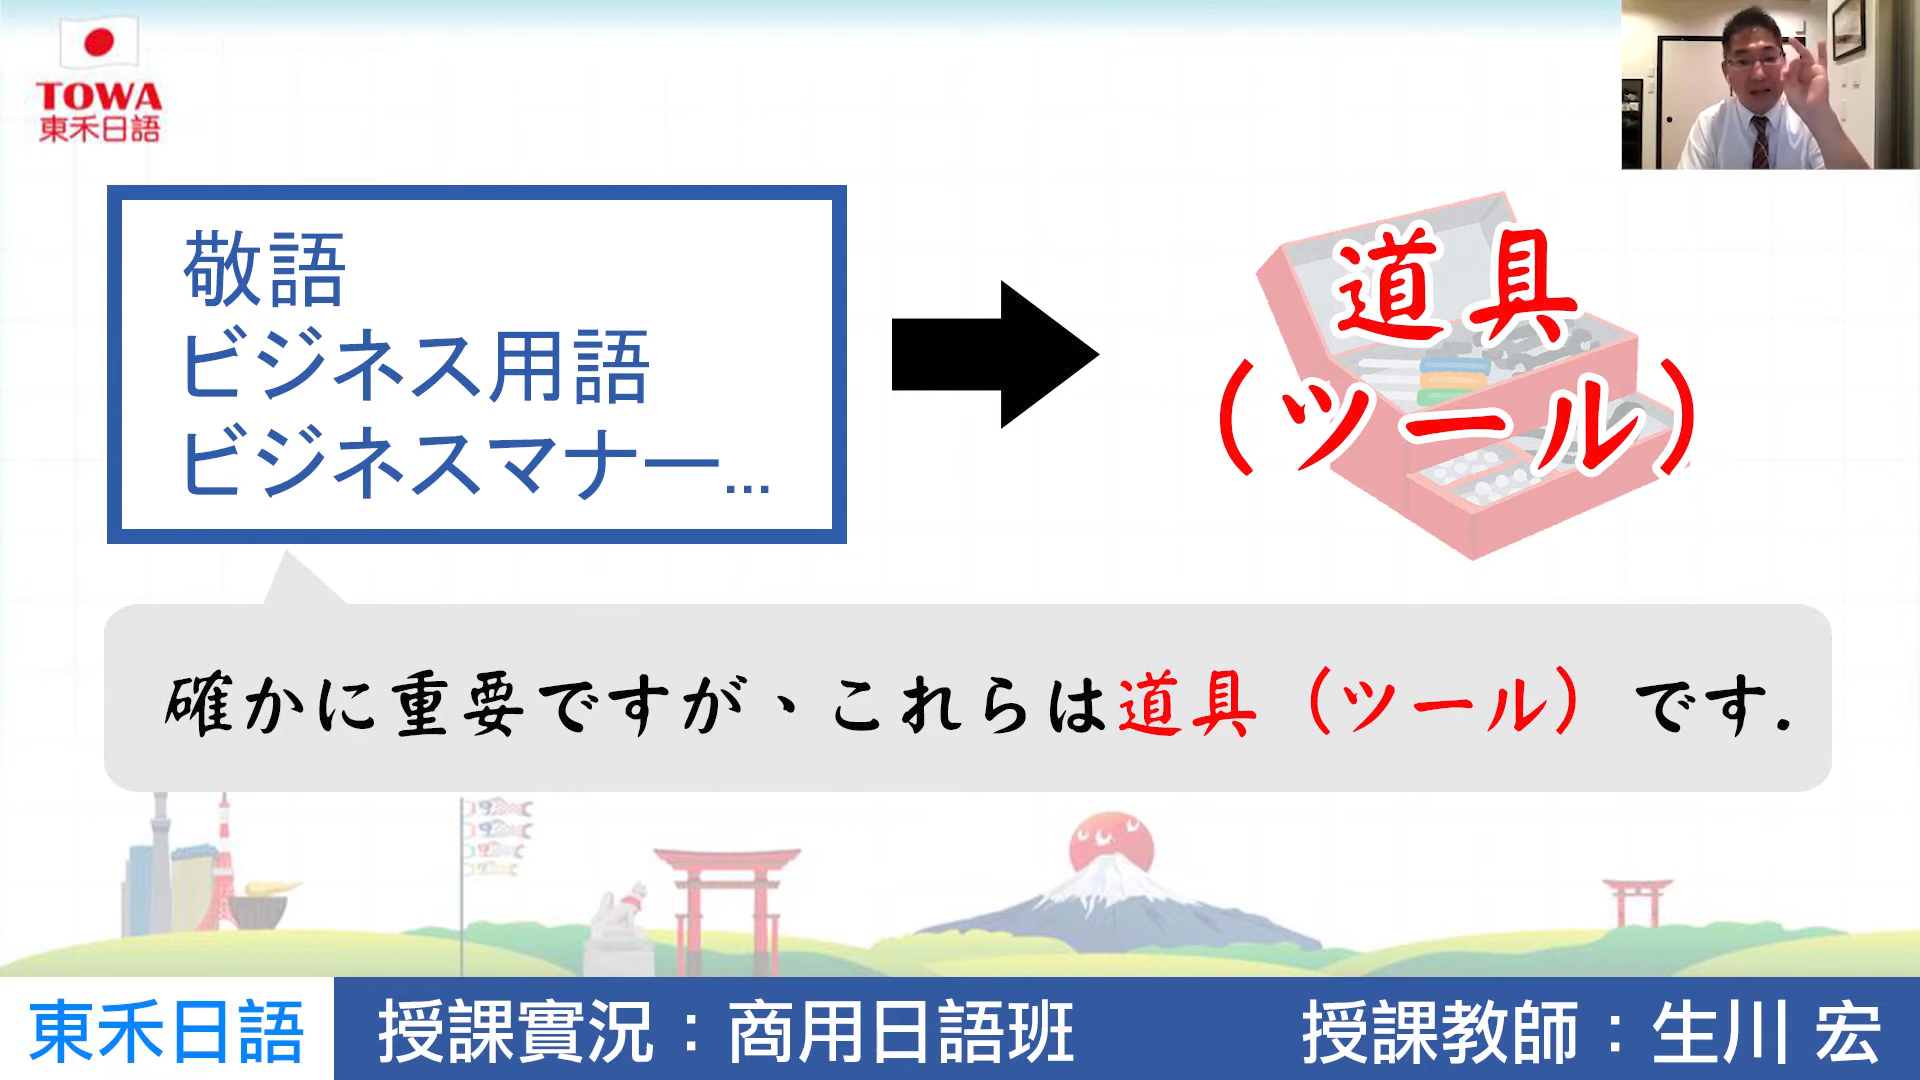 TOWA
東禾日語
敬語
ビジネス用語
ビジネスマナー...
道具
（ツール）
確かに重要ですが、これらは道具（ツール）です.
東禾日語
授課實況：商用日語班
授課教師：生川 宏